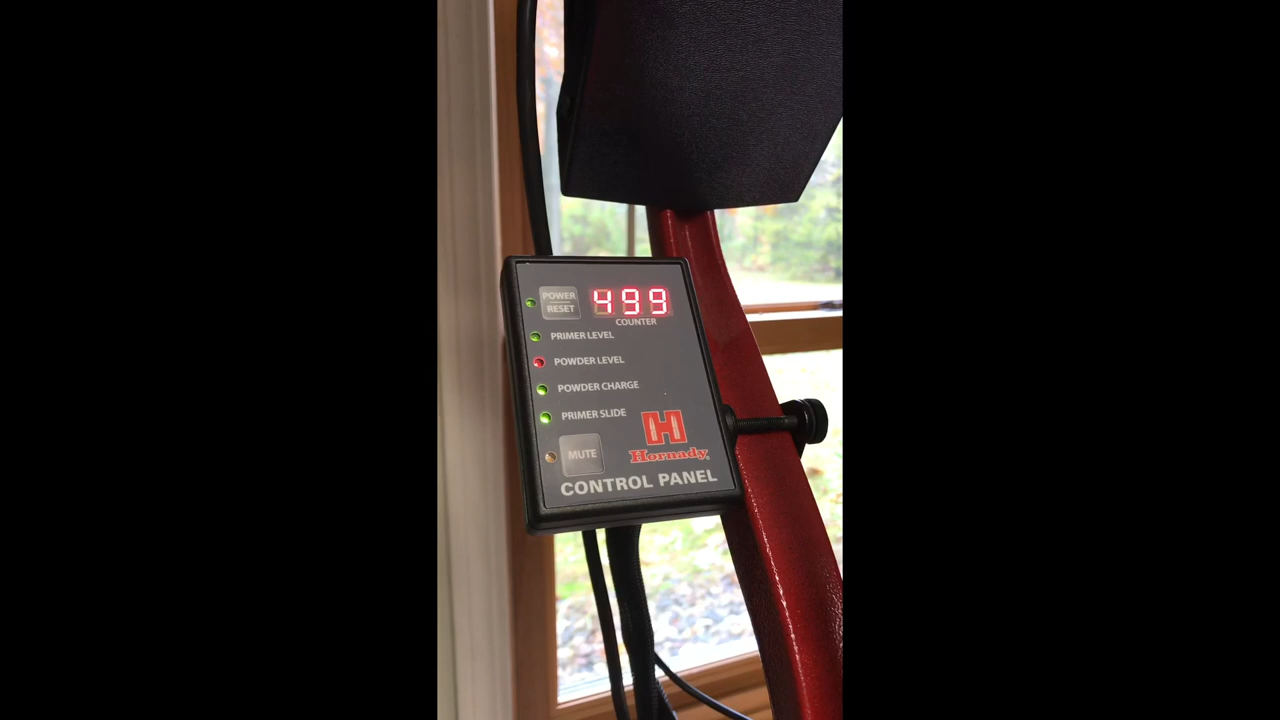 POWER
RESET
499
COUNTER
PRIMER LEVEL
POWDER LEVEL
POWDER CHARGE
PRIMER SLIDE
H
Hornady
MUTE
CONTROL PANEL